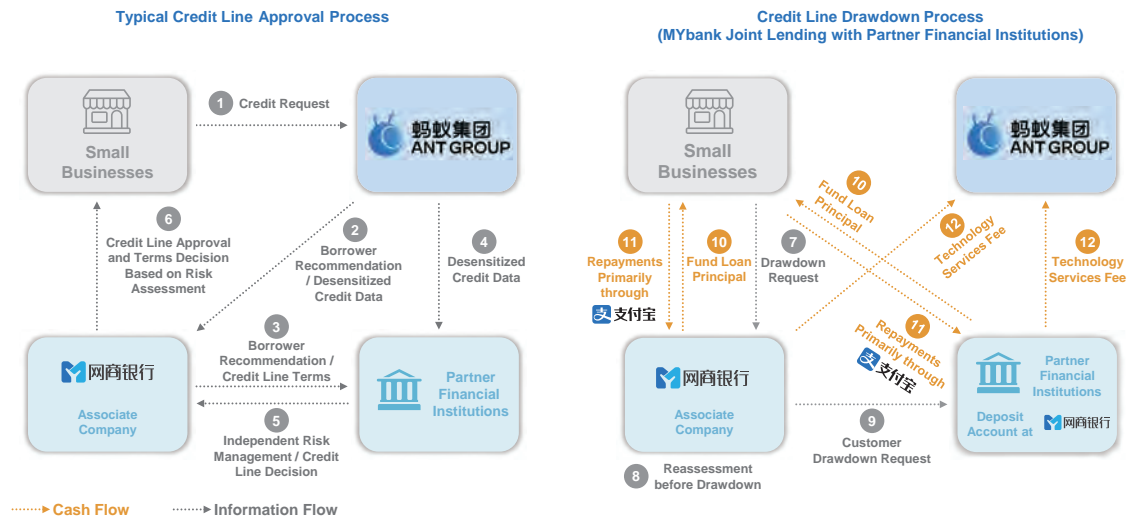 Typical Credit Line Approval Process
Small
Businesses
1 Credit Request
蚂蚁集团
ANT GROUP
6
Credit Line Approval
and Terms Decision
Based on Risk
Assessment
2
Borrower
Recommendation
/ Desensitized
Credit Data
4
Desensitized
Credit Data
网商银行
Associate
Company
3
Borrower
Recommendation /
Credit Line Terms
5
Independent Risk
Management / Credit
Line Decision
Partner
Financial
Institutions
Cash Flow
Information Flow
Credit Line Drawdown Process
(MYbank Joint Lending with Partner Financial Institutions)
Small
Businesses
蚂蚁集团
ANT GROUP
11
Repayments
Primarily
through
支付宝
10
Fund Loan
Principal
7
Drawdown
Request
10
Fund Loan
Principal
12
Technology
Services Fee
12
Technology
Services Fee
11
Repayments
Primarily through
支付宝
网商银行
Associate
Company
8 Reassessment
before Drawdown
9
Customer
Drawdown Request
Partner
Financial
Institutions
Deposit
Account at 网商银行